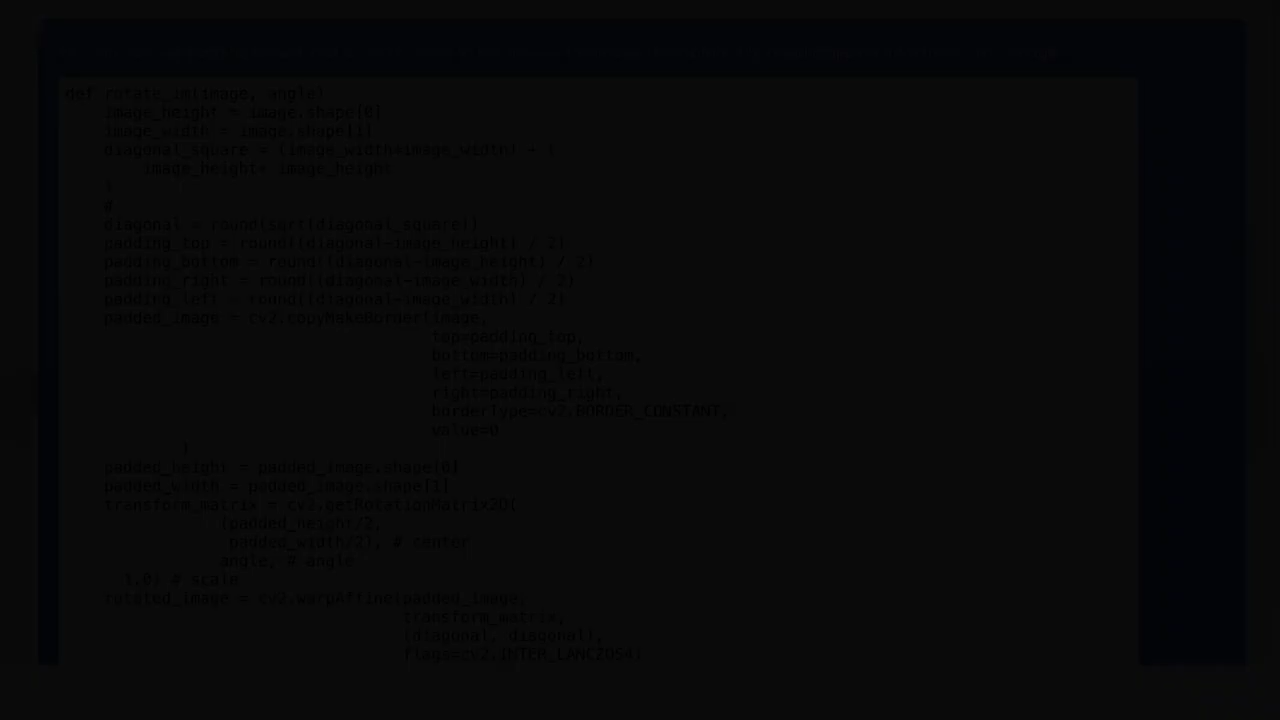 def rotate_im(image, angle)
    image_height = image.shape[0]
    image_width = image.shape[1]
    diagonal_square = (image_width*image_width) + (
        image_height* image_height
    )
    #
    diagonal = round(sqrt(diagonal_square))
    padding_top = round((diagonal-image_height) / 2)
    padding_bottom = round((diagonal-image_height) / 2)
    padding_right = round((diagonal-image_width) / 2)
    padding_left = round((diagonal-image_width) / 2)
    padded_image = cv2.copyMakeBorder(image,
                                      top=padding_top,
                                      bottom=padding_bottom,
                                      left=padding_left,
                                      right=padding_right,
                                      borderType=cv2.BORDER_CONSTANT,
                                      value=0
            )
    padded_height = padded_image.shape[0]
    padded_width = padded_image.shape[1]
    transform_matrix = cv2.getRotationMatrix2D(
                (padded_height/2,
                 padded_width/2), # center
                angle, # angle
      1.0) # scale
    rotated_image = cv2.warpAffine(padded_image,
                                   transform_matrix,
                                   (diagonal, diagonal),
                                   flags=cv2.INTER_LANCZOS4)